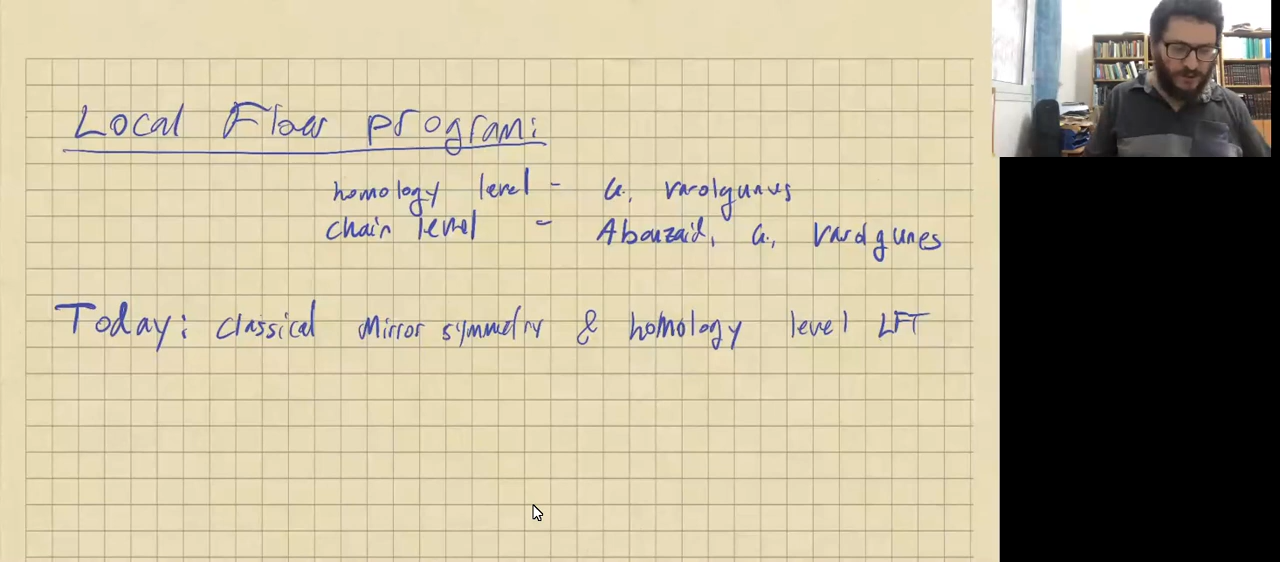 Local Floer program:
homology level - G, varolgunes
chain level - Abouzaid, G., Varolgunes
Today: classical Mirror symmetry & homology level LFT